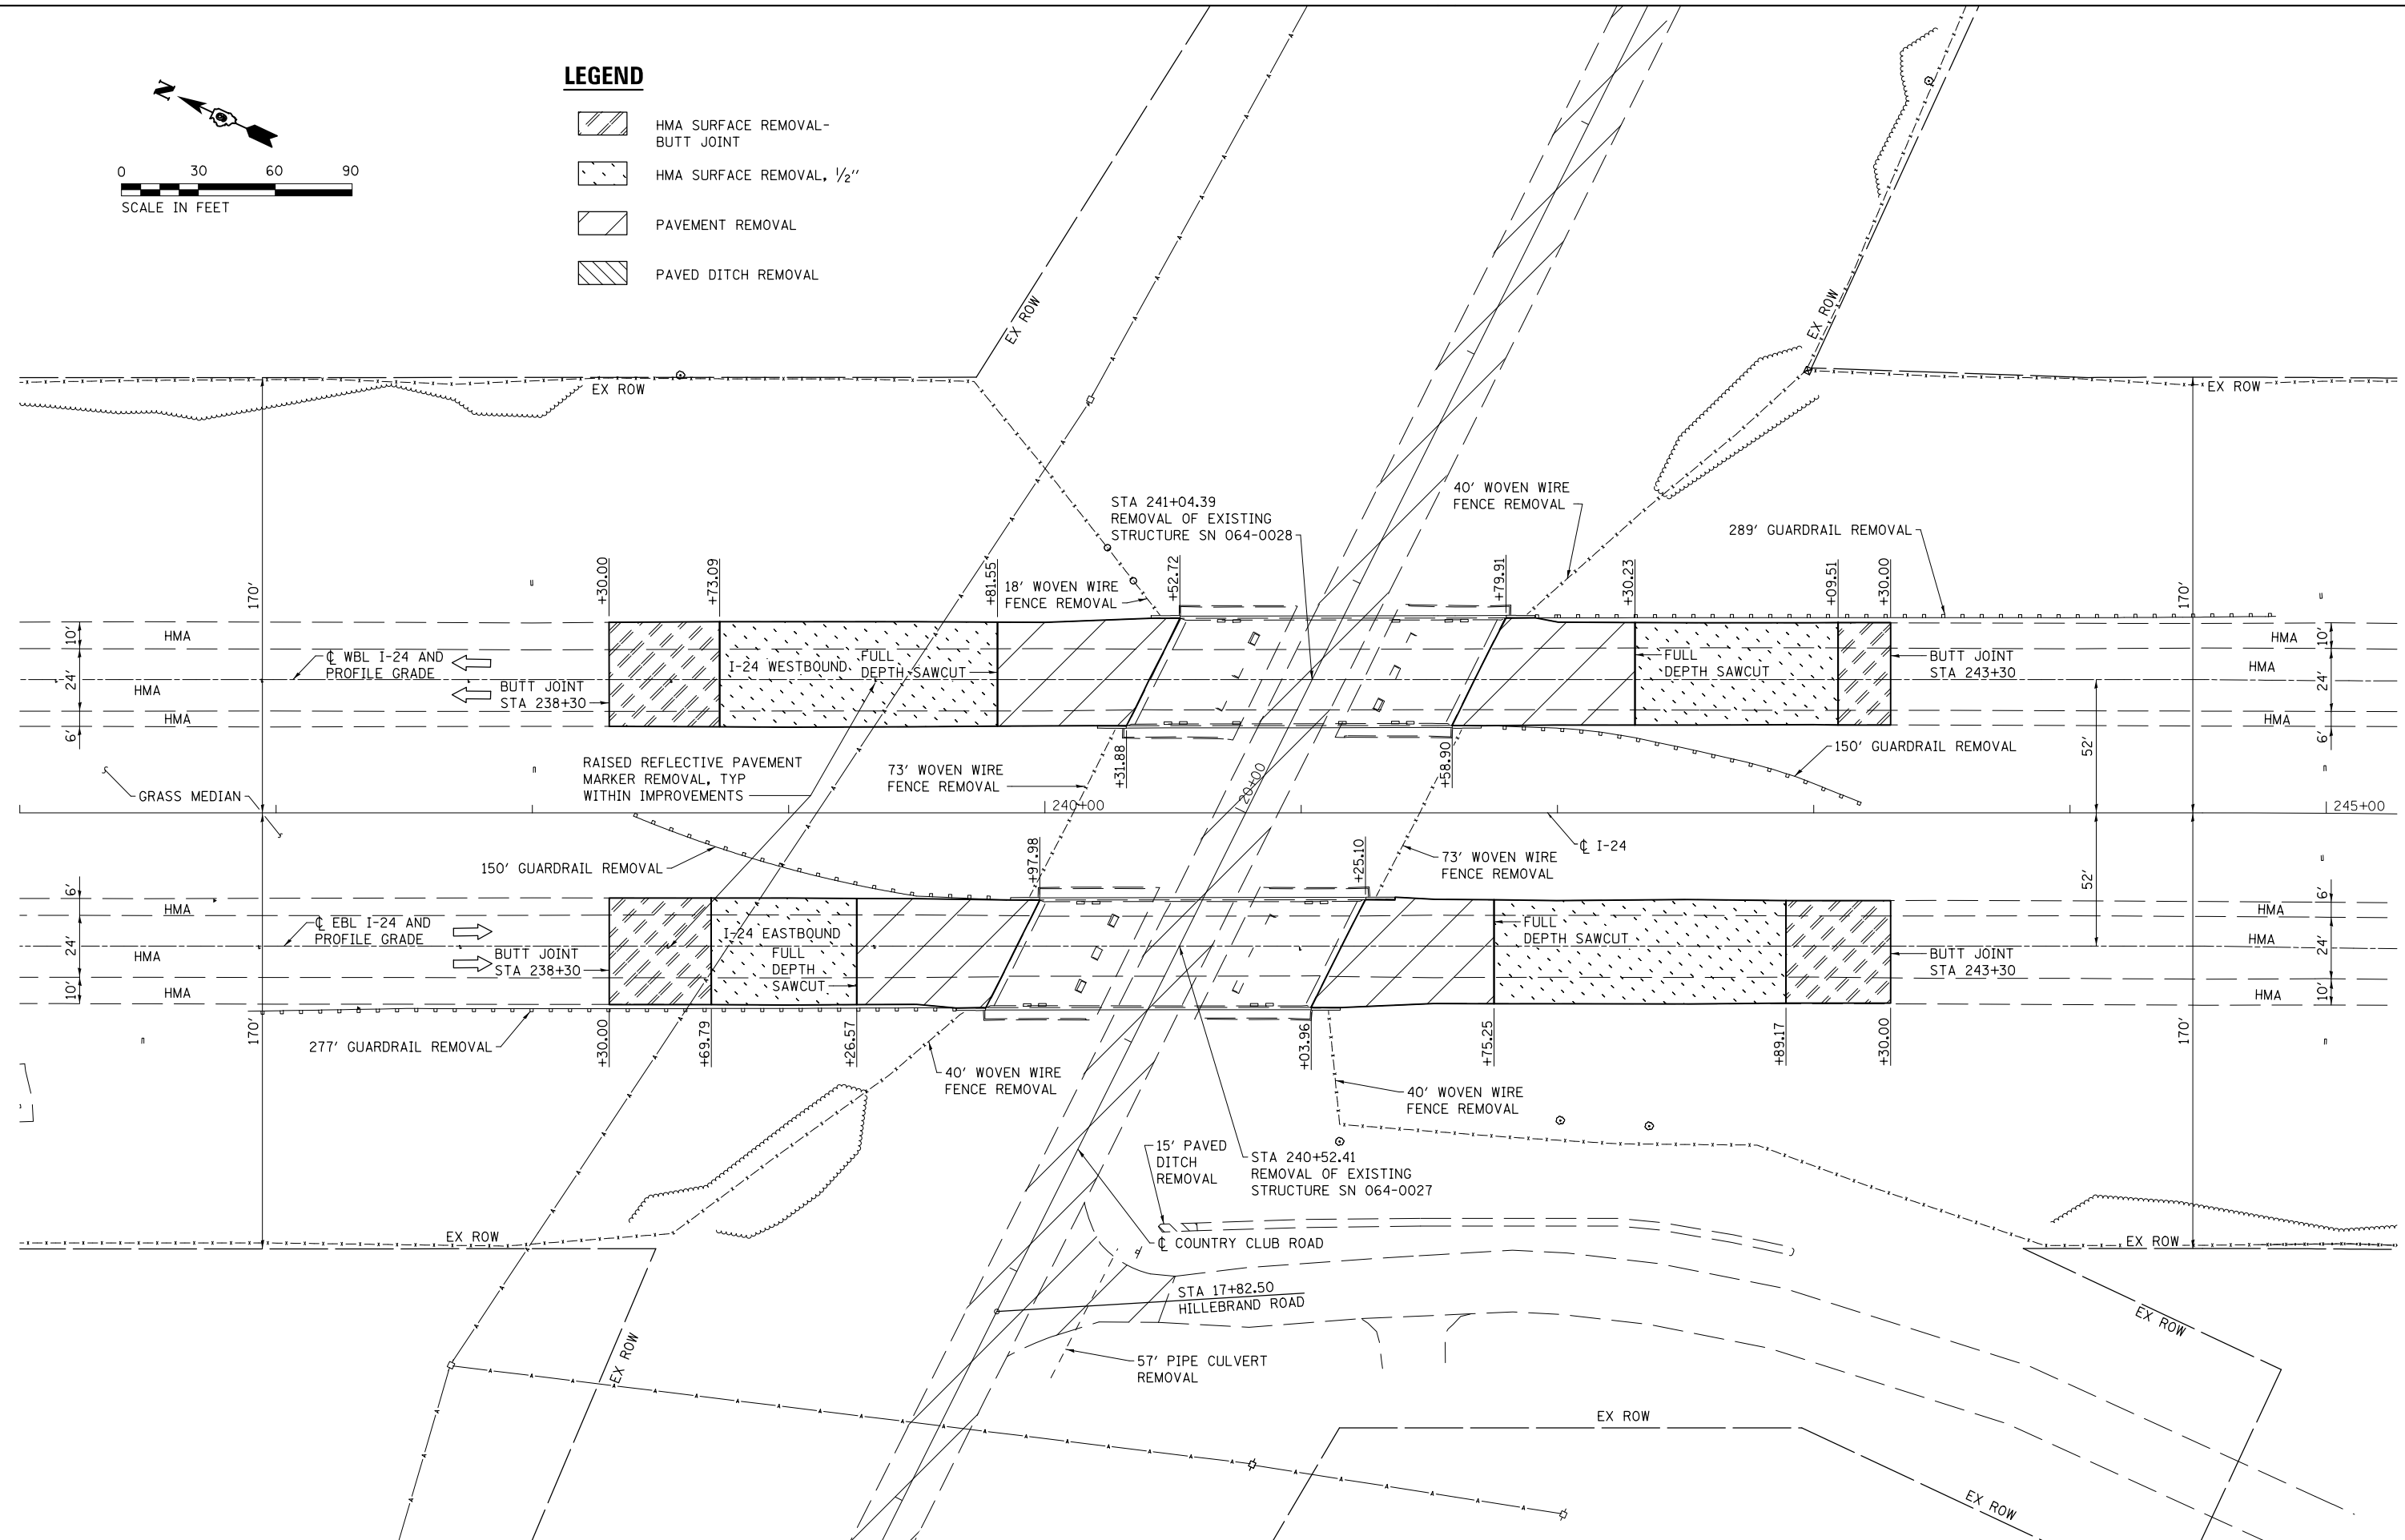 N
0 30 60 90
SCALE IN FEET
LEGEND
HMA SURFACE REMOVAL-
BUTT JOINT
HMA SURFACE REMOVAL, 1/2"
PAVEMENT REMOVAL
PAVED DITCH REMOVAL
EX ROW
EX ROW
EX ROW
EX ROW
STA 241+04.39
REMOVAL OF EXISTING
STRUCTURE SN 064-0028
40' WOVEN WIRE
FENCE REMOVAL
289' GUARDRAIL REMOVAL
18' WOVEN WIRE
FENCE REMOVAL
170'
+30.00
+73.09
+81.55
+52.72
+79.91
+30.23
+09.51
+30.00
170'
10'
24'
6'
HMA
HMA
HMA
℄ WBL I-24 AND
PROFILE GRADE
BUTT JOINT
STA 238+30
I-24 WESTBOUND
FULL
DEPTH SAWCUT
FULL
DEPTH SAWCUT
BUTT JOINT
STA 243+30
HMA
HMA
HMA
10'
24'
6'
RAISED REFLECTIVE PAVEMENT
MARKER REMOVAL, TYP
WITHIN IMPROVEMENTS
73' WOVEN WIRE
FENCE REMOVAL
+31.88
+58.90
20+00
150' GUARDRAIL REMOVAL
52'
GRASS MEDIAN
240+00
245+00
℄ I-24
150' GUARDRAIL REMOVAL
+97.98
+25.10
73' WOVEN WIRE
FENCE REMOVAL
52'
6'
24'
10'
HMA
HMA
HMA
℄ EBL I-24 AND
PROFILE GRADE
BUTT JOINT
STA 238+30
I-24 EASTBOUND
FULL
DEPTH
SAWCUT
FULL
DEPTH SAWCUT
BUTT JOINT
STA 243+30
HMA
HMA
HMA
6'
24'
10'
170'
277' GUARDRAIL REMOVAL
+30.00
+69.79
+26.57
+03.96
+75.25
+89.17
+30.00
170'
40' WOVEN WIRE
FENCE REMOVAL
40' WOVEN WIRE
FENCE REMOVAL
15' PAVED
DITCH
REMOVAL
STA 240+52.41
REMOVAL OF EXISTING
STRUCTURE SN 064-0027
EX ROW
℄ COUNTRY CLUB ROAD
EX ROW
STA 17+82.50
HILLEBRAND ROAD
EX ROW
EX ROW
57' PIPE CULVERT
REMOVAL
EX ROW
EX ROW